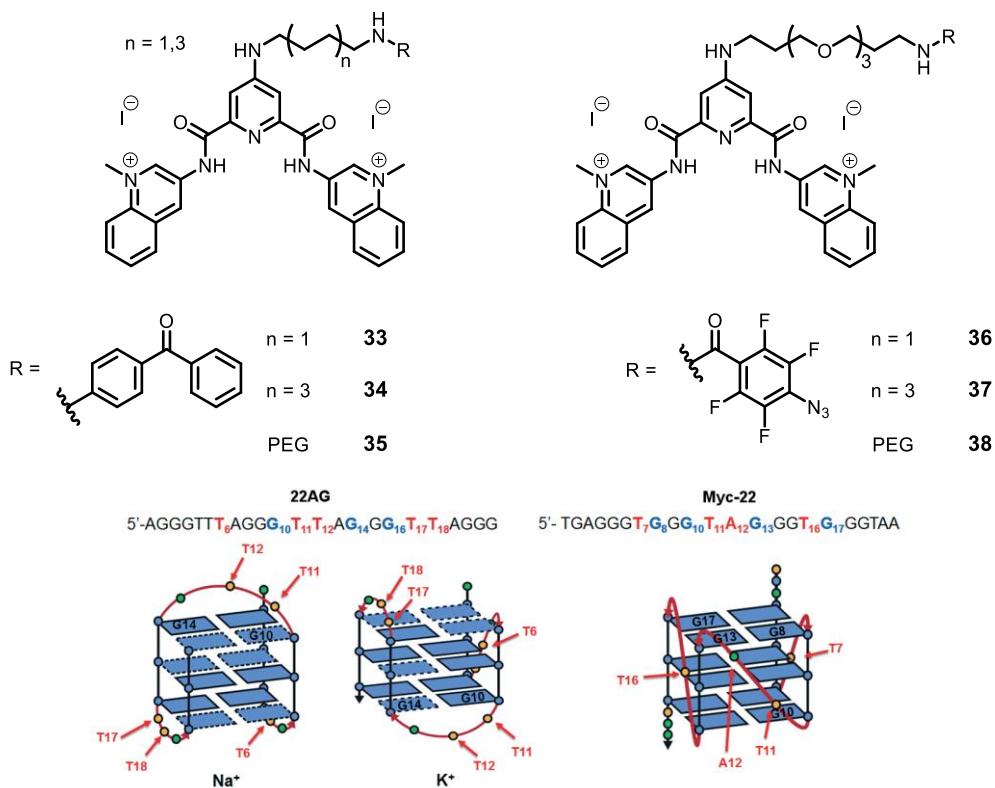 n = 1,3
HN
n
H
N
R
I⊖
I⊖
O
N
O
NH
HN
N
⊕
N
⊕
HN
O
3
N
H
R
I⊖
I⊖
O
N
O
NH
HN
N
⊕
N
⊕
R =
O
n = 1 33
n = 3 34
PEG 35
R =
O
F
F
F
F
N₃
n = 1 36
n = 3 37
PEG 38
22AG
5'-AGGGTTT₆AGGG₁₀T₁₁T₁₂AG₁₄GG₁₆T₁₇T₁₈AGGG
Myc-22
5'- TGAGGGT₇G₈GG₁₀T₁₁A₁₂G₁₃GGT₁₆G₁₇GGTAA
T12
T11
G14
G10
T17
T18
T6
Na⁺
T18
T17
T6
G14
G10
T11
T12
K⁺
G17
G13
G8
T7
T16
G10
A12
T11